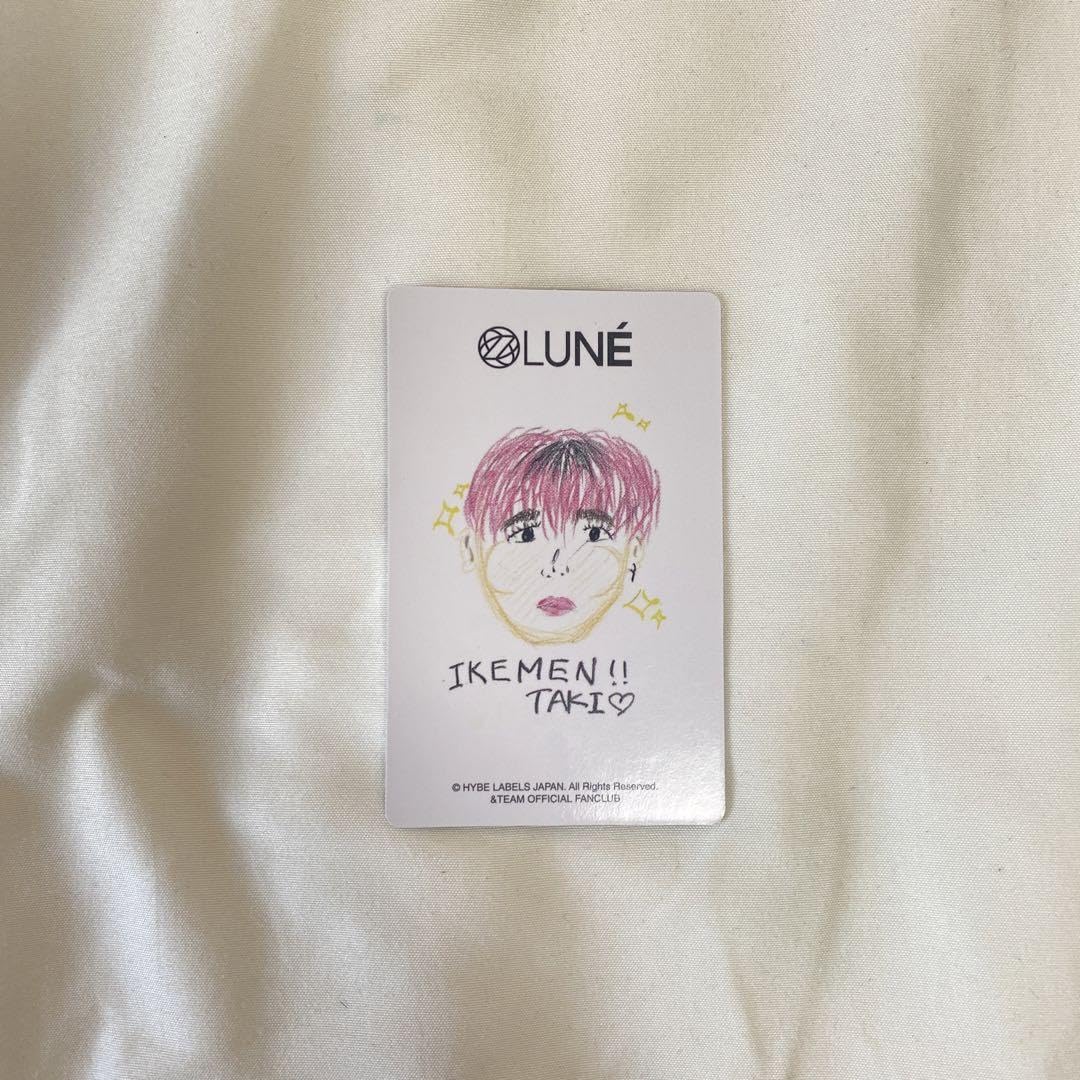 LUNÉ
IKEMEN!!
TAKI♡
© HYBE LABELS JAPAN. All Rights Reserved.
&TEAM OFFICIAL FANCLUB